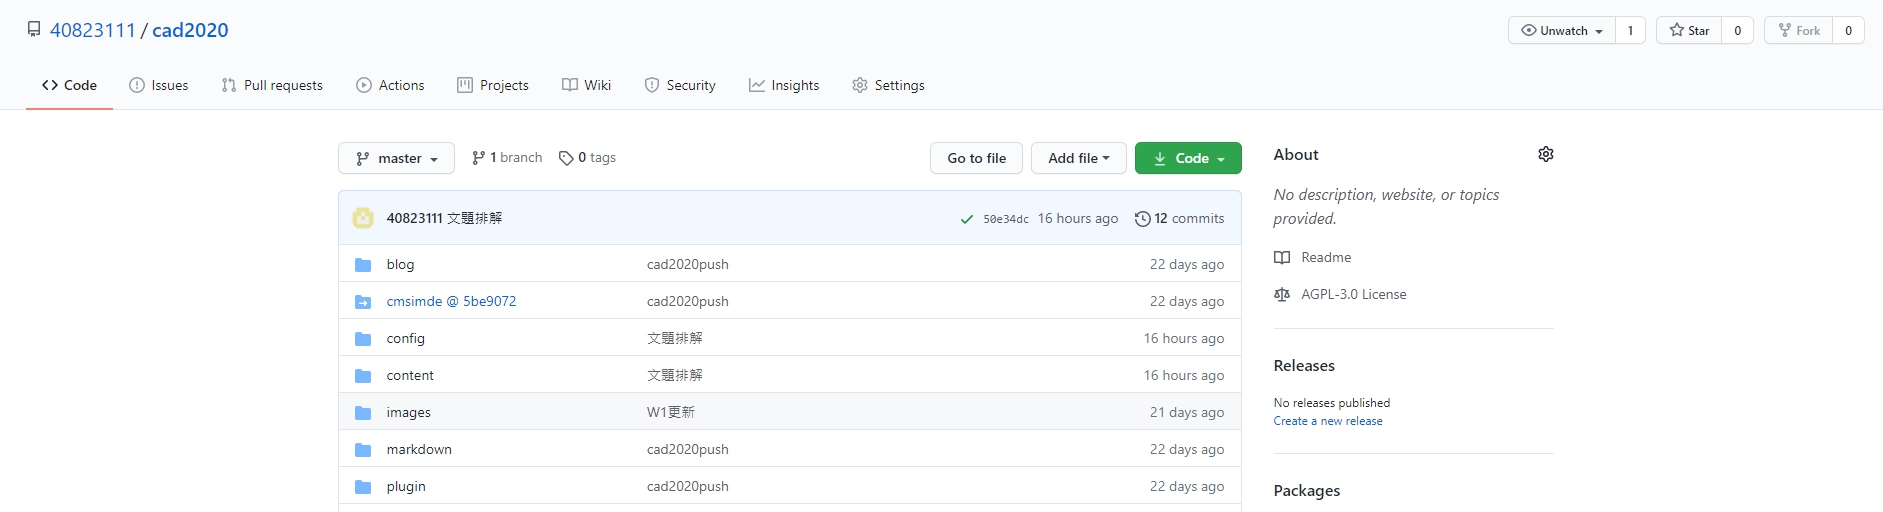 40823111 / cad2020
Unwatch 1 Star 0 Fork 0
Code Issues Pull requests Actions Projects Wiki Security Insights Settings
master 1 branch 0 tags Go to file Add file Code
40823111 文題排解 50e34dc 16 hours ago 12 commits
blog cad2020push 22 days ago
cmsimde @ 5be9072 cad2020push 22 days ago
config 文題排解 16 hours ago
content 文題排解 16 hours ago
images W1更新 21 days ago
markdown cad2020push 22 days ago
plugin cad2020push 22 days ago
About
No description, website, or topics
provided.
Readme
AGPL-3.0 License
Releases
No releases published
Create a new release
Packages